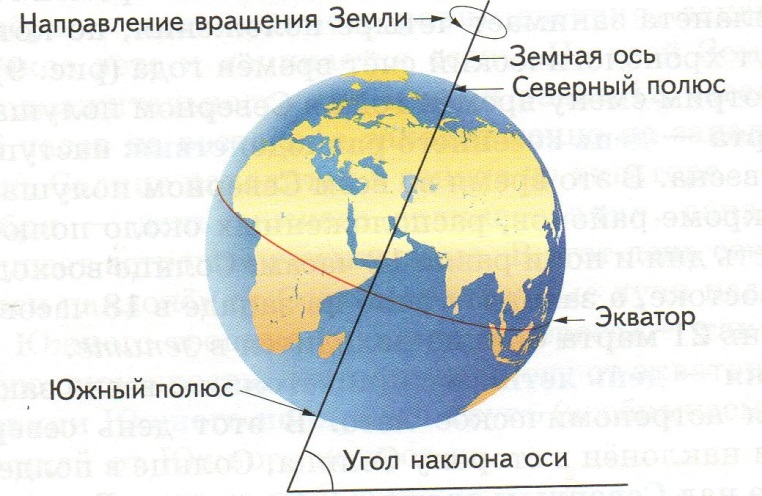 Направление вращения Земли
Земная ось
Северный полюс
Экватор
Южный полюс
Угол наклона оси